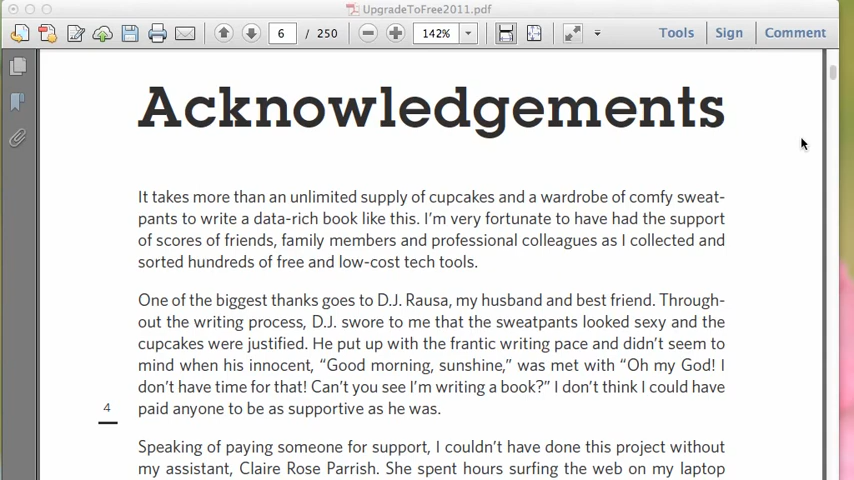 UpgradeToFree2011.pdf
6 / 250 142% Tools Sign Comment
Acknowledgements
It takes more than an unlimited supply of cupcakes and a wardrobe of comfy sweat-
pants to write a data-rich book like this. I'm very fortunate to have had the support
of scores of friends, family members and professional colleagues as I collected and
sorted hundreds of free and low-cost tech tools.
One of the biggest thanks goes to D.J. Rausa, my husband and best friend. Through-
out the writing process, D.J. swore to me that the sweatpants looked sexy and the
cupcakes were justified. He put up with the frantic writing pace and didn't seem to
mind when his innocent, “Good morning, sunshine,” was met with “Oh my God! I
don't have time for that! Can't you see I'm writing a book?” I don't think I could have
paid anyone to be as supportive as he was.
4
Speaking of paying someone for support, I couldn't have done this project without
my assistant, Claire Rose Parrish. She spent hours surfing the web on my laptop